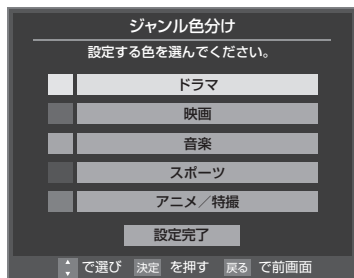 ジャンル色分け
設定する色を選んでください。
ドラマ
映画
音楽
スポーツ
アニメ／特撮
設定完了
で選び 決定 を押す 戻る で前画面